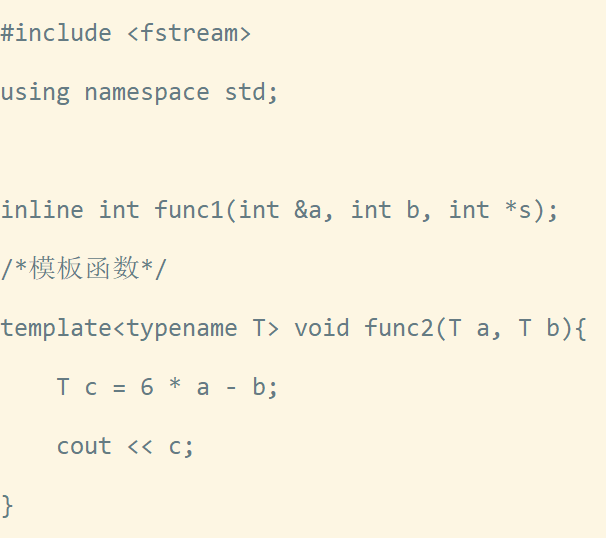 #include <fstream>
using namespace std;
inline int func1(int &a, int b, int *s);
/*模板函数*/
template<typename T> void func2(T a, T b){
    T c = 6 * a - b;
    cout << c;
}